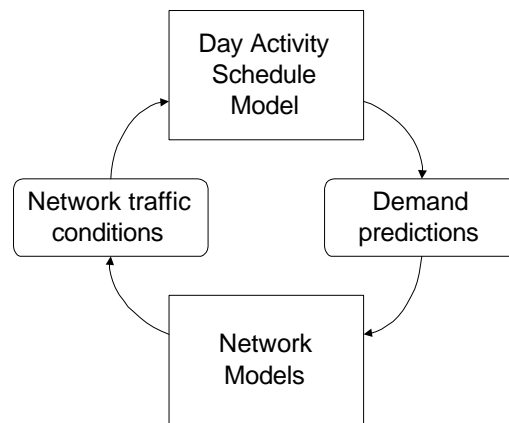 Day Activity
Schedule
Model
Network traffic
conditions
Demand
predictions
Network
Models